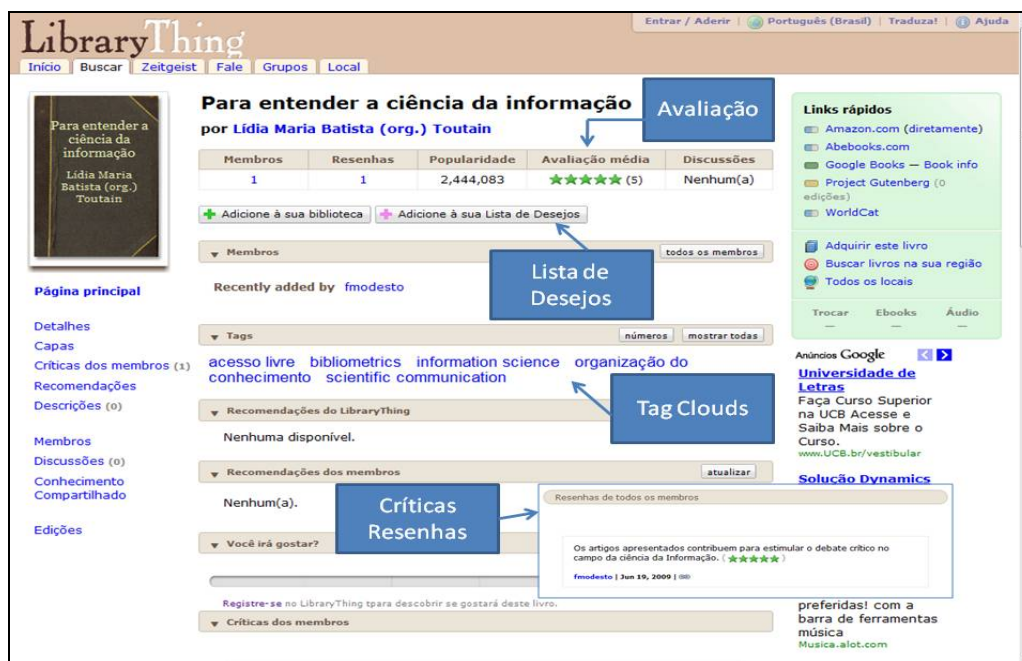 Entrar / Aderir | Português (Brasil) | Traduza! | Ajuda
LibraryThing
Início Buscar Zeitgeist Fale Grupos Local
Para entender a
ciência da
informação
Lídia Maria
Batista (org.)
Toutain
Página principal
Detalhes
Capas
Críticas dos membros (1)
Recomendações
Descrições (0)
Membros
Discussões (0)
Conhecimento
Compartilhado
Edições
Para entender a ciência da informação
por Lídia Maria Batista (org.) Toutain
Avaliação
Membros Resenhas Popularidade Avaliação média Discussões
1 1 2,444,083 (5) Nenhum(a)
Adicione à sua biblioteca Adicione à sua Lista de Desejos
Lista de
Desejos
Membros todos os membros
Recently added by fmodesto
Tags números mostrar todas
acesso livre bibliometrics information science organização do
conhecimento scientific communication
Tag Clouds
Recomendações do LibraryThing
Nenhuma disponível.
Recomendações dos membros atualizar
Nenhum(a).
Críticas
Resenhas
Resenhas de todos os membros
Os artigos apresentados contribuem para estimular o debate crítico no
campo da ciência da Informação. ( )
fmodesto | Jun 19, 2009 |
Você irá gostar?
Registre-se no LibraryThing tpara descobrir se gostará deste livro.
Críticas dos membros
Links rápidos
Amazon.com (diretamente)
Abebooks.com
Google Books — Book info
Project Gutenberg (0
edições)
WorldCat
Adquirir este livro
Buscar livros na sua região
Todos os locais
Trocar Ebooks Áudio
— — —
Anúncios Google
Universidade de
Letras
Faça Curso Superior
na UCB Acesse e
Saiba Mais sobre o
Curso.
www.UCB.br/vestibular
Solução Dynamics
preferidas! com a
barra de ferramentas
música
Musica.alot.com